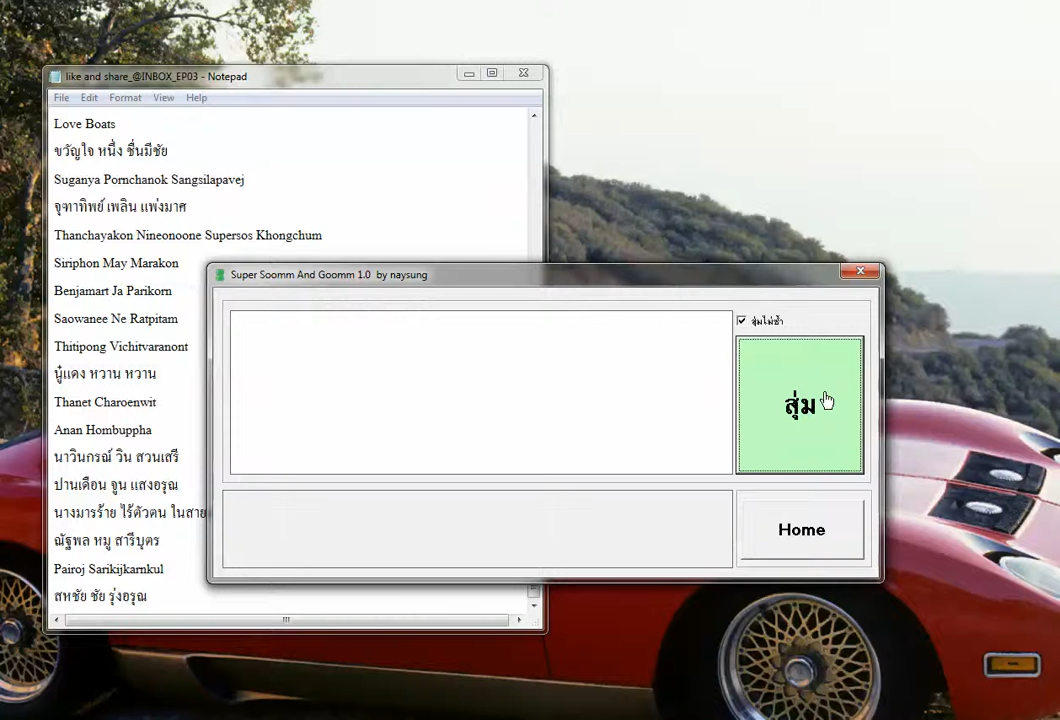 like and share_@INBOX_EP03 - Notepad
File Edit Format View Help
Love Boats
ขวัญใจ หนึ่ง ชื่นมีชัย
Suganya Pornchanok Sangsilapavej
จุฑาทิพย์ เพลิน แพ่งมาศ
Thanchayakon Nineonoone Supersos Khongchum
Siriphon May Marakon
Benjamart Ja Parikorn
Saowanee Ne Ratpitam
Thitipong Vichitvaranont
นู๋แดง หวาน หวาน
Thanet Charoenwit
Anan Hombuppha
นาวินกรณ์ วิน สวนเสรี
ปานเดือน จูน แสงอรุณ
นางมารร้าย ไร้ตัวตน ในสาย
ณัฐพล หมู สารีบุตร
Pairoj Sarikijkarnkul
สหชัย ชัย รุ่งอรุณ
Super Soomm And Goomm 1.0 by naysung
สุ่มไม่ซ้ำ
สุ่ม
Home